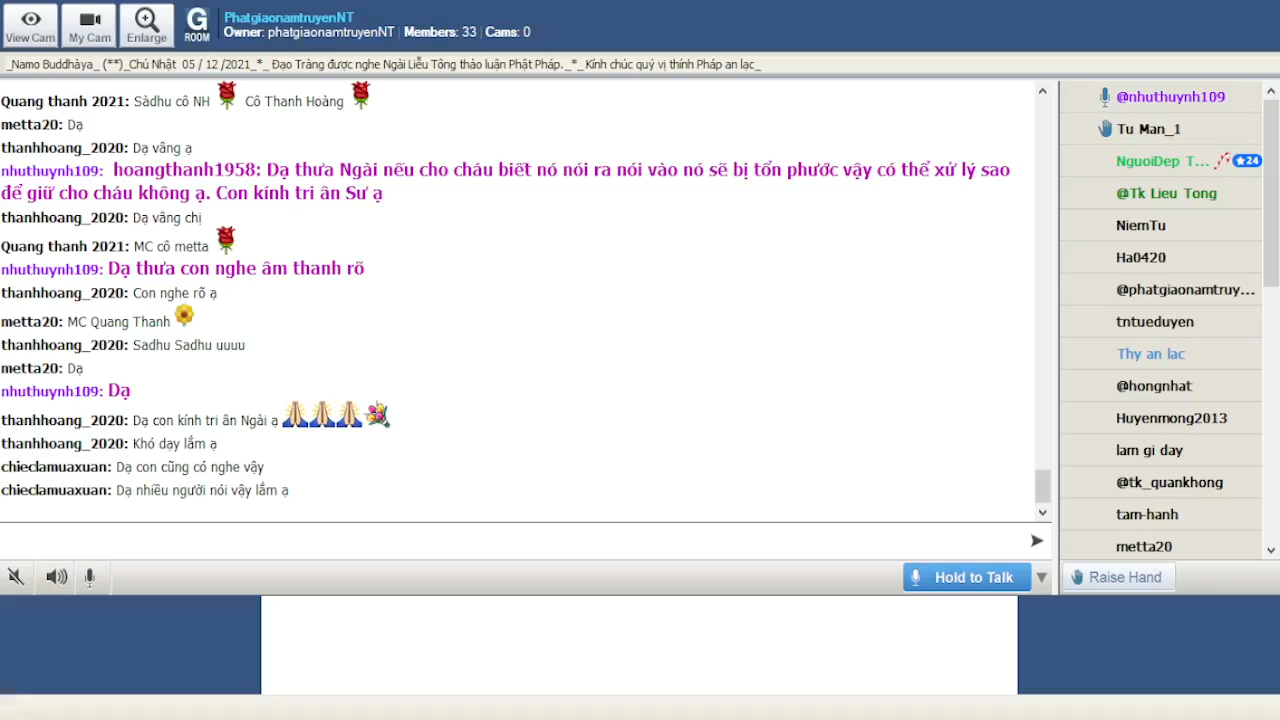 View Cam
My Cam
Enlarge
G
ROOM
PhatgiaonamtruyenNT
Owner: phatgiaonamtruyenNT | Members: 33 | Cams: 0
_Namo Buddhàya_ (**)_Chủ Nhật 05 / 12 /2021_*_ Đạo Tràng được nghe Ngài Liễu Tông thảo luận Phật Pháp._*_Kính chúc quý vị thính Pháp an lạc_
Quang thanh 2021: Sàdhu cô NH Cô Thanh Hoàng
metta20: Dạ
thanhhoang_2020: Dạ vâng ạ
nhuthuynh109: hoangthanh1958: Dạ thưa Ngài nếu cho cháu biết nó nói ra nói vào nó sẽ bị tổn phước vậy có thể xử lý sao
để giữ cho cháu không ạ. Con kính tri ân Sư ạ
thanhhoang_2020: Dạ vâng chị
Quang thanh 2021: MC cô metta
nhuthuynh109: Dạ thưa con nghe âm thanh rõ
thanhhoang_2020: Con nghe rõ ạ
metta20: MC Quang Thanh
thanhhoang_2020: Sadhu Sadhu uuuu
metta20: Dạ
nhuthuynh109: Dạ
thanhhoang_2020: Dạ con kính tri ân Ngài ạ
thanhhoang_2020: Khó dạy lắm ạ
chieclamuaxuan: Dạ con cũng có nghe vậy
chieclamuaxuan: Dạ nhiều người nói vậy lắm ạ
@nhuthuynh109
Tu Man_1
NguoiDep T... 24
@Tk Lieu Tong
NiemTu
Ha0420
@phatgiaonamtruy...
tntueduyen
Thy an lac
@hongnhat
Huyenmong2013
lam gi day
@tk_quankhong
tam-hanh
metta20
Hold to Talk
Raise Hand